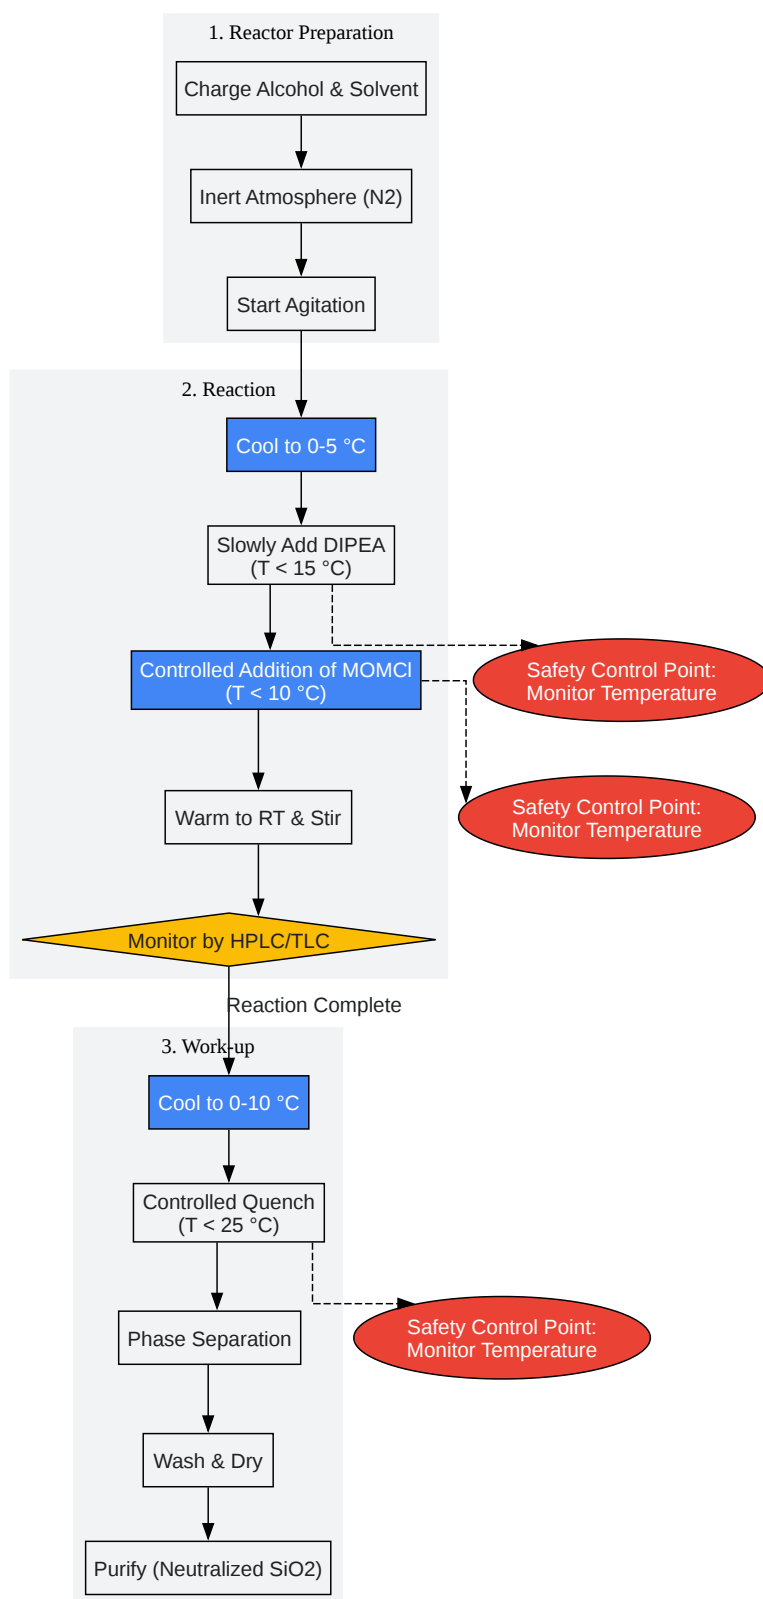 1. Reactor Preparation
Charge Alcohol & Solvent
Inert Atmosphere (N2)
Start Agitation
2. Reaction
Cool to 0-5 °C
Slowly Add DIPEA
(T < 15 °C)
Controlled Addition of MOMCl
(T < 10 °C)
Safety Control Point:
Monitor Temperature
Warm to RT & Stir
Safety Control Point:
Monitor Temperature
Monitor by HPLC/TLC
Reaction Complete
3. Work-up
Cool to 0-10 °C
Controlled Quench
(T < 25 °C)
Phase Separation
Safety Control Point:
Monitor Temperature
Wash & Dry
Purify (Neutralized SiO2)